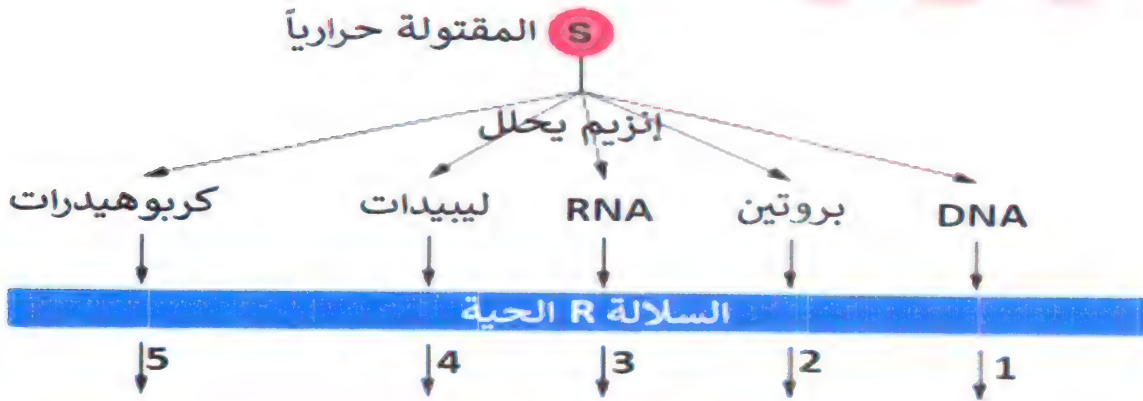 S المقتولة حرارياً
إنزيم يحلل
DNA بروتين RNA ليبيدات كربوهيدرات
السلالة R الحية
1 2 3 4 5